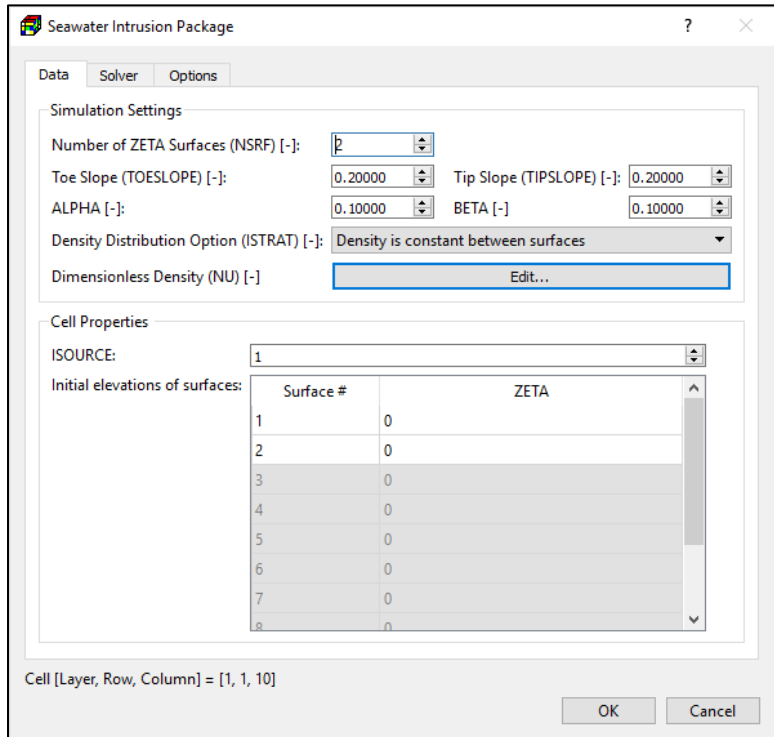 Seawater Intrusion Package ?
Data Solver Options
Simulation Settings
Number of ZETA Surfaces (NSRF) [-]: 2
Toe Slope (TOESLOPE) [-]: 0.20000 Tip Slope (TIPSLOPE) [-]: 0.20000
ALPHA [-]: 0.10000 BETA [-] 0.10000
Density Distribution Option (ISTRAT) [-]: Density is constant between surfaces
Dimensionless Density (NU) [-] Edit...
Cell Properties
ISOURCE: 1
Initial elevations of surfaces: Surface # ZETA
1 0
2 0
3 0
4 0
5 0
6 0
7 0
8 0
Cell [Layer, Row, Column] = [1, 1, 10]
OK Cancel